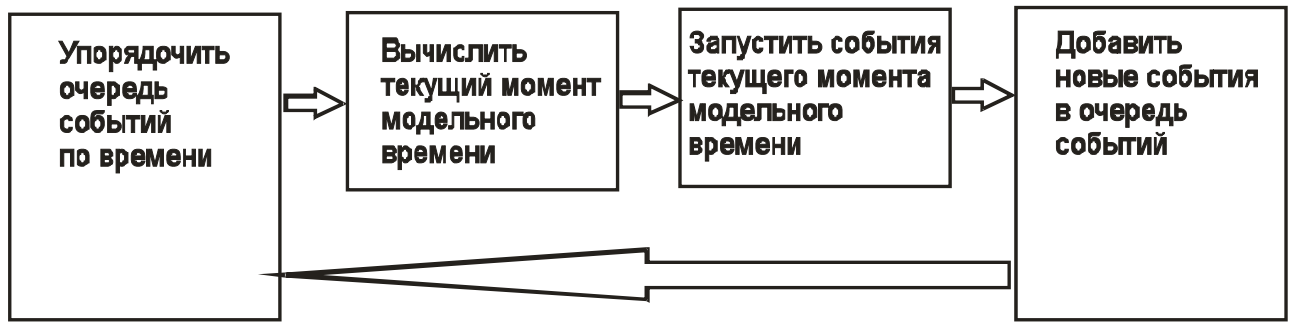 Упорядочить
очередь
событий
по времени
Вычислить
текущий момент
модельного
времени
Запустить события
текущего момента
модельного
времени
Добавить
новые события
в очередь
событий